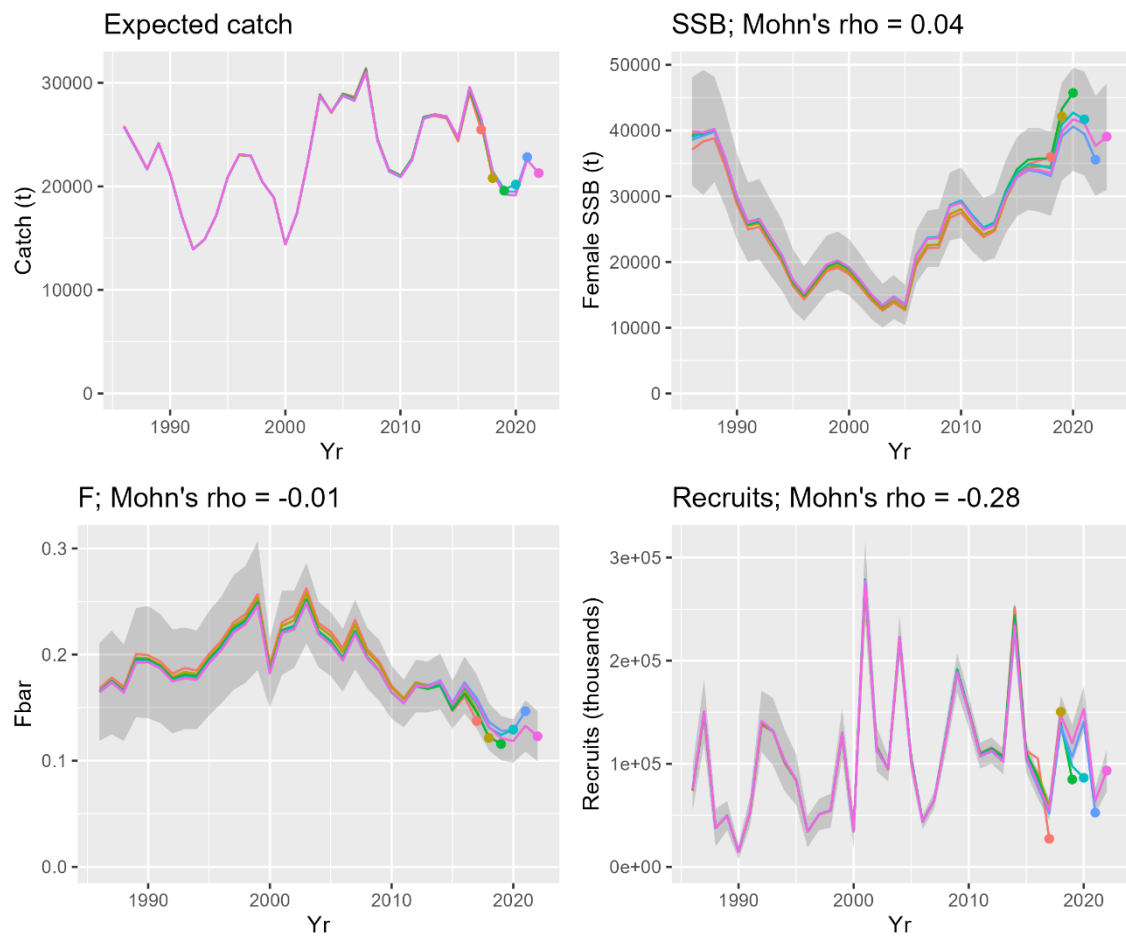 Expected catch
30000
20000
10000
0
Catch (t)
1990
2000
2010
2020
Yr
SSB; Mohn's rho = 0.04
50000
40000
30000
20000
10000
0
Female SSB (t)
1990
2000
2010
2020
Yr
F; Mohn's rho = -0.01
0.3
0.2
0.1
0.0
Fbar
1990
2000
2010
2020
Yr
Recruits; Mohn's rho = -0.28
3e+05
2e+05
1e+05
0e+00
Recruits (thousands)
1990
2000
2010
2020
Yr